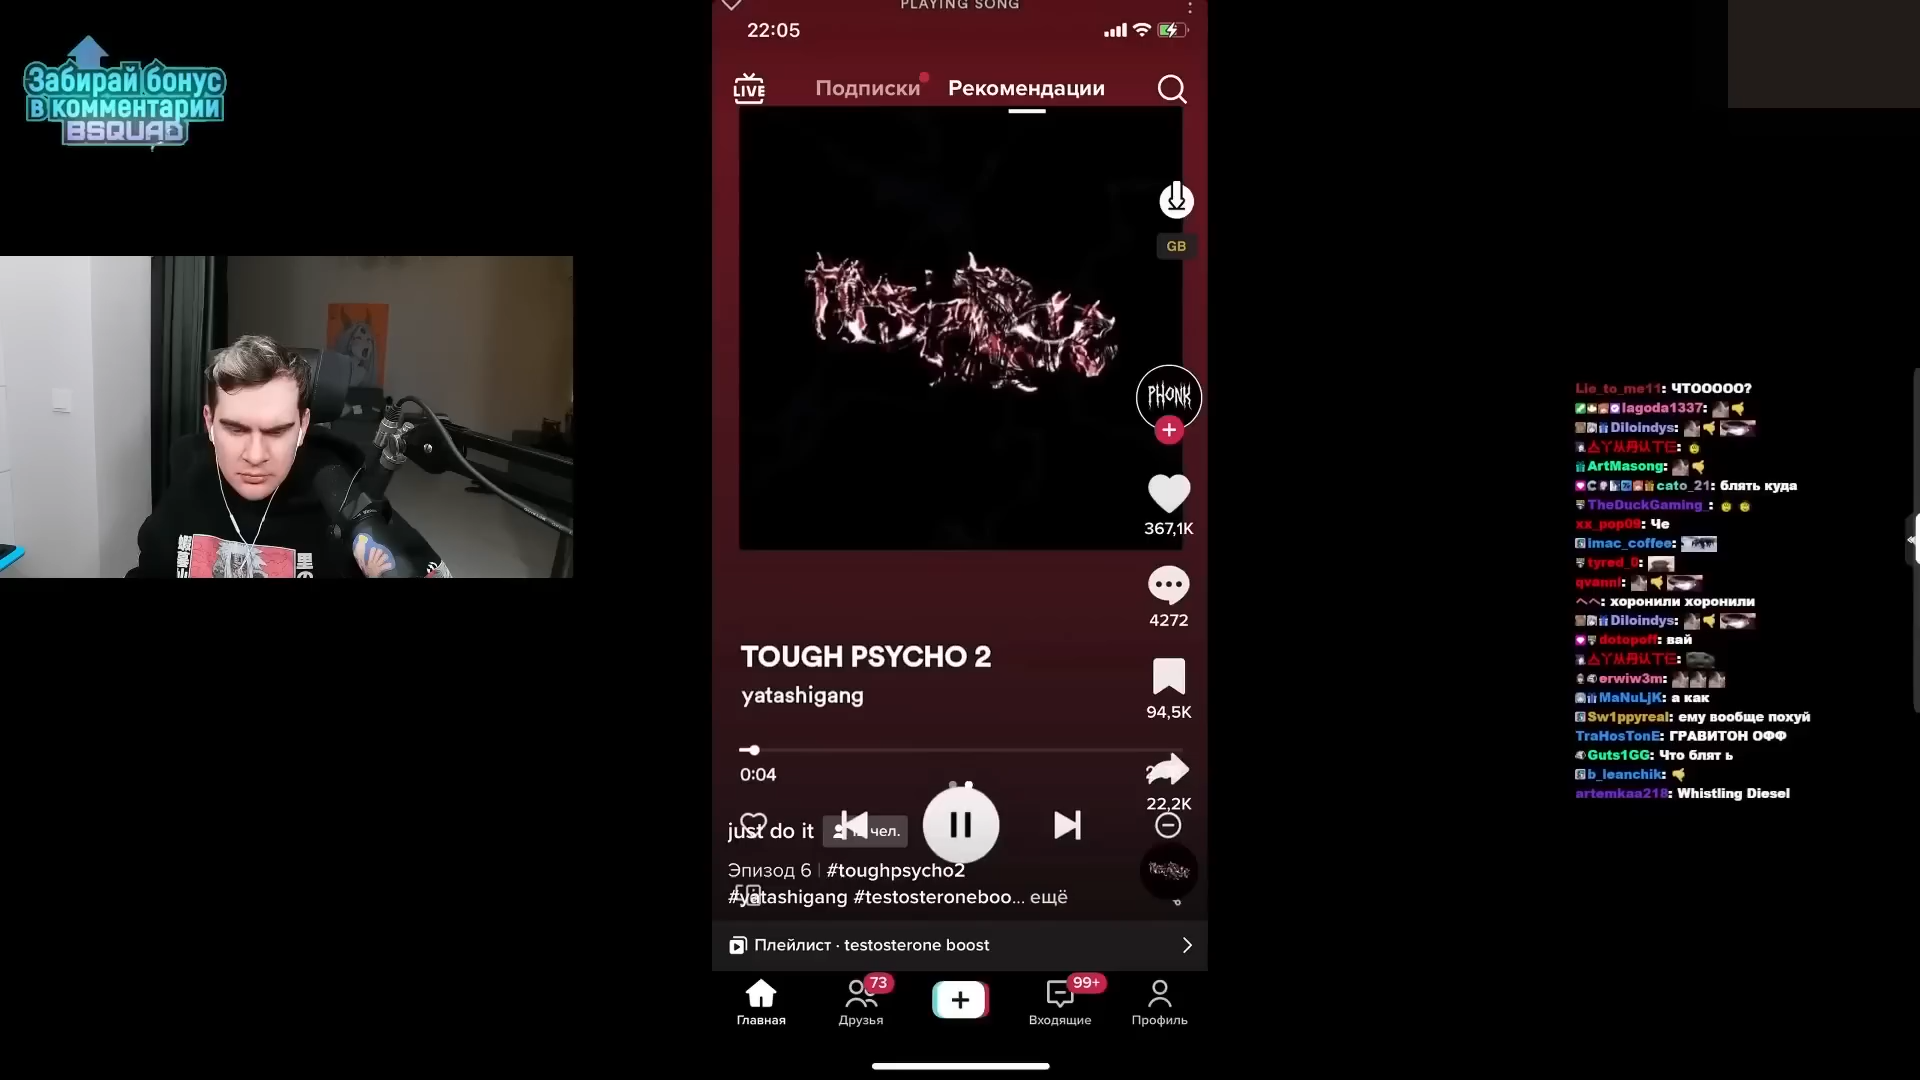 Забирай бонус
в комментарии
BSQUAD
PLAYING SONG
22:05
LIVE
Подписки
Рекомендации
GB
PHONK
367,1K
4272
TOUGH PSYCHO 2
yatashigang
94,5K
0:04
22,2K
just do it
чел.
Эпизод 6 | #toughpsycho2
#yatashigang #testosteroneboo... ещё
Плейлист · testosterone boost
73
99+
Главная
Друзья
Входящие
Профиль
Lie_to_me11: ЧТООООО?
lagoda1337:
Diloindys:
ArtMasong:
cato_21: блять куда
TheDuckGaming_:
xx_pop09: Че
imac_coffee:
tyred_0:
qvanni:
へへ: хоронили хоронили
Diloindys:
dotopoff: вай
erwiw3m:
MaNuLjK: а как
Sw1ppyreal: ему вообще похуй
TraHosTonE: ГРАВИТОН ОФФ
Guts1GG: Что блят ь
b_leanchik:
artemkaa218: Whistling Diesel